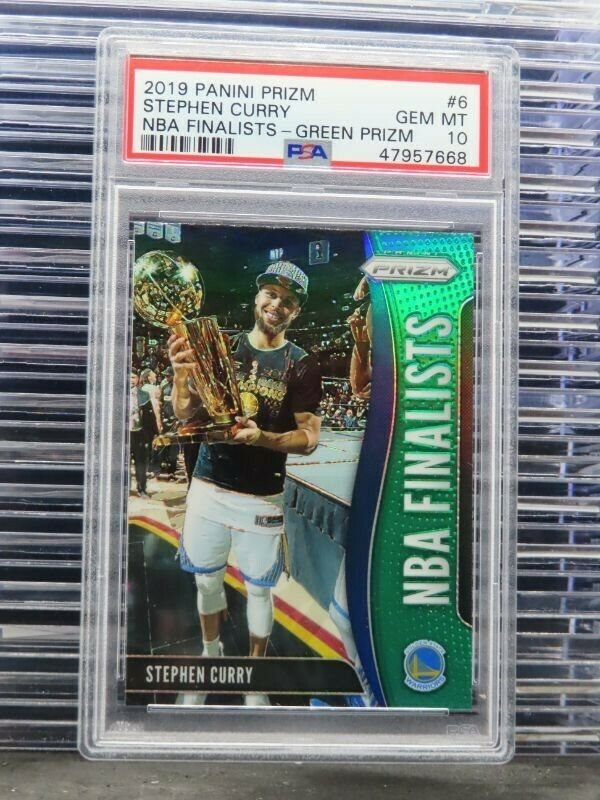 2019 PANINI PRIZM #6
STEPHEN CURRY GEM MT
NBA FINALISTS - GREEN PRIZM 10
PSA 47957668
PRIZM
NBA FINALISTS
WARRIORS
STEPHEN CURRY
PSA